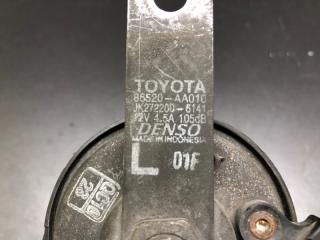 TOYOTA
86520-AA010
JK272200-6141
12V 4.5A 105dB
DENSO
MADE IN INDONESIA
L 01F